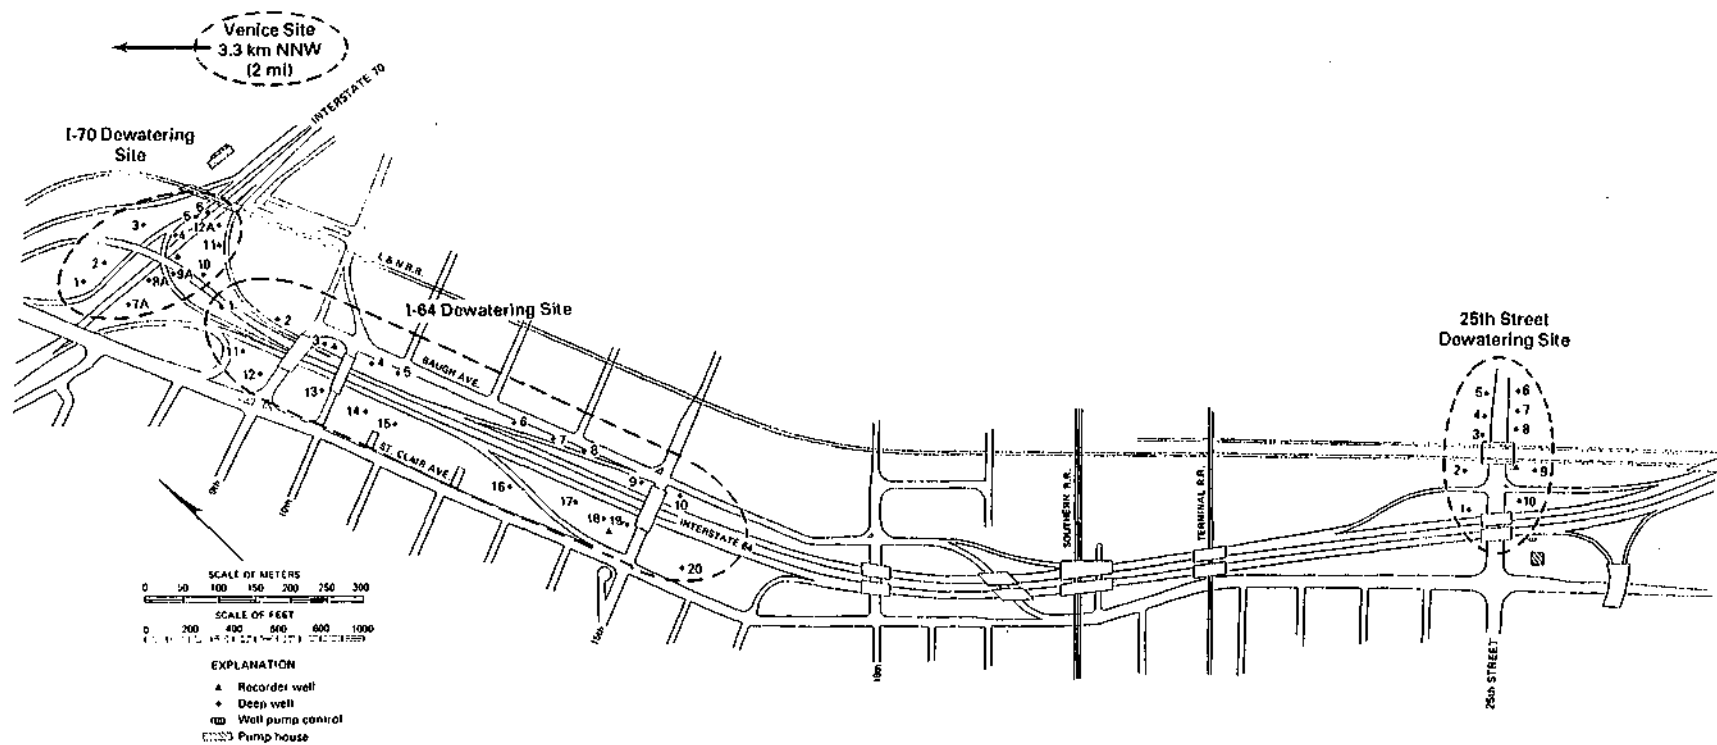 Venice Site
3.3 km NNW
(2 mi)
INTERSTATE 70
I-70 Dewatering
Site
6
5
3
12A
4
11
2
9A
10
1
8A
7A
L & N R.R.
I-64 Dewatering Site
1
2
3
4
5
BAUGH AVE.
11
12
13
14
15
6
7
8
9
10
ST. CLAIR AVE.
16
17
18
19
20
INTERSTATE 64
9th
10th
15th
18th
SOUTHERN R.R.
TERMINAL R.R.
25th Street
Dewatering Site
5
6
4
7
3
8
2
9
1
10
25th STREET
SCALE OF METERS
0 50 100 150 200 250 300
SCALE OF FEET
0 200 400 600 800 1000
EXPLANATION
Recorder well
Deep well
Well pump control
Pump house